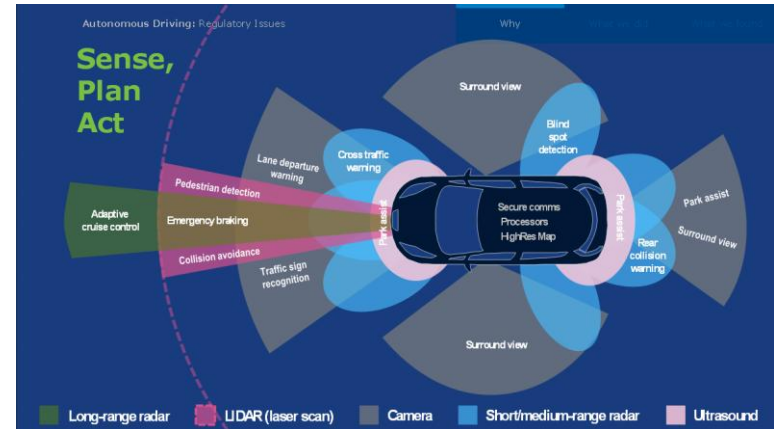 Autonomous Driving: Regulatory Issues
Why
Sense,
Plan
Act
Surround view
Blind
spot
detection
Cross traffic
warning
Lane departure
warning
Pedestrian detection
Park assist
Adaptive
cruise control
Emergency braking
Park assist
Secure comms
Processors
HighRes Map
Park assist
Surround view
Collision avoidance
Rear
collision
warning
Traffic sign
recognition
Surround view
Long-range radar
LIDAR (laser scan)
Camera
Short/medium-range radar
Ultrasound